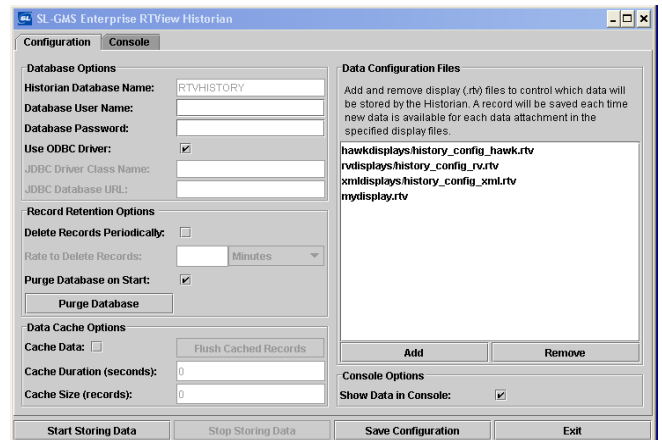 SL SL-GMS Enterprise RTView Historian
Configuration Console
Database Options
Historian Database Name: RTVHISTORY
Database User Name:
Database Password:
Use ODBC Driver:
JDBC Driver Class Name:
JDBC Database URL:
Record Retention Options
Delete Records Periodically:
Rate to Delete Records: Minutes
Purge Database on Start:
Purge Database
Data Cache Options
Cache Data: Flush Cached Records
Cache Duration (seconds): 0
Cache Size (records): 0
Data Configuration Files
Add and remove display (.rtv) files to control which data will
be stored by the Historian. A record will be saved each time
new data is available for each data attachment in the
specified display files.
hawkdisplays/history_config_hawk.rtv
rvdisplays/history_config_rv.rtv
xmldisplays/history_config_xml.rtv
mydisplay.rtv
Add Remove
Console Options
Show Data in Console:
Start Storing Data Stop Storing Data Save Configuration Exit